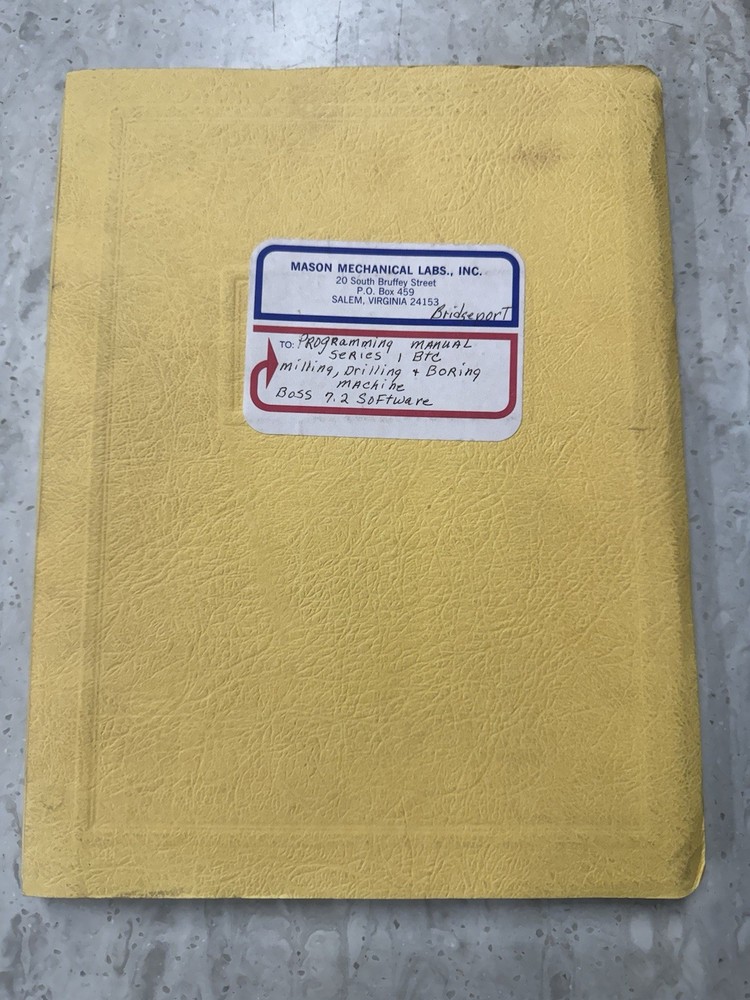 MASON MECHANICAL LABS., INC.
20 South Bruffey Street
P.O. Box 459
SALEM, VIRGINIA 24153
Bridgeport
TO: PROgRamming MANUAL
SeRies 1 BTC
Milling, Drilling + BORing
MAChine
BOSS 7.2 SOFTware